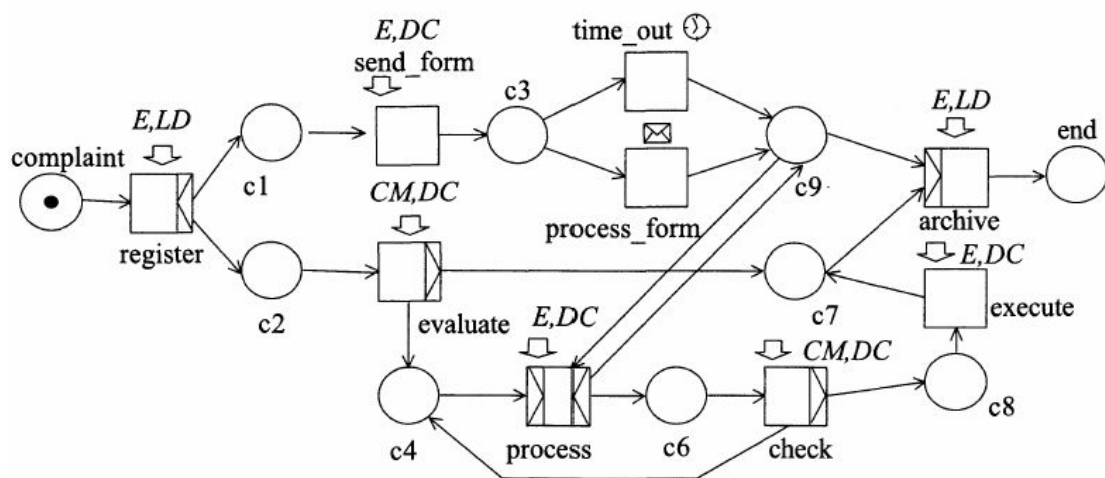 E,DC
send_form
time_out
c3
E,LD
E,LD
complaint
end
c1
c9
CM,DC
process_form
archive
register
E,DC
c2
c7
execute
evaluate
E,DC
CM,DC
c8
c4
process
c6
check